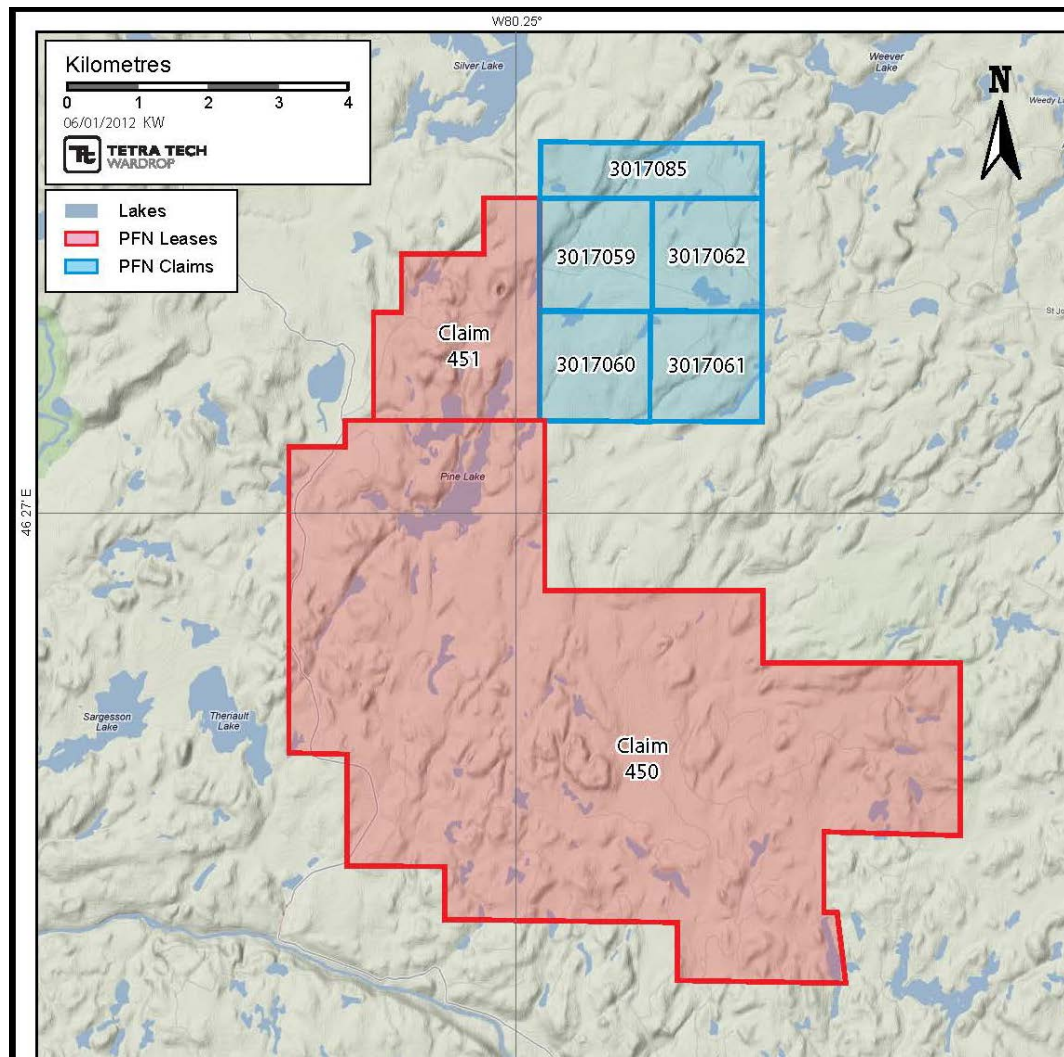 W80.25°
Kilometres
0 1 2 3 4
06/01/2012 KW
Tt TETRA TECH
WARDROP
Lakes
PFN Leases
PFN Claims
Silver Lake
Weever
Lake
N
Weedy
3017085
3017059
3017062
Claim
451
3017060
3017061
St
Pine Lake
46 27' E
Sargesson
Lake
Theriault
Lake
Claim
450